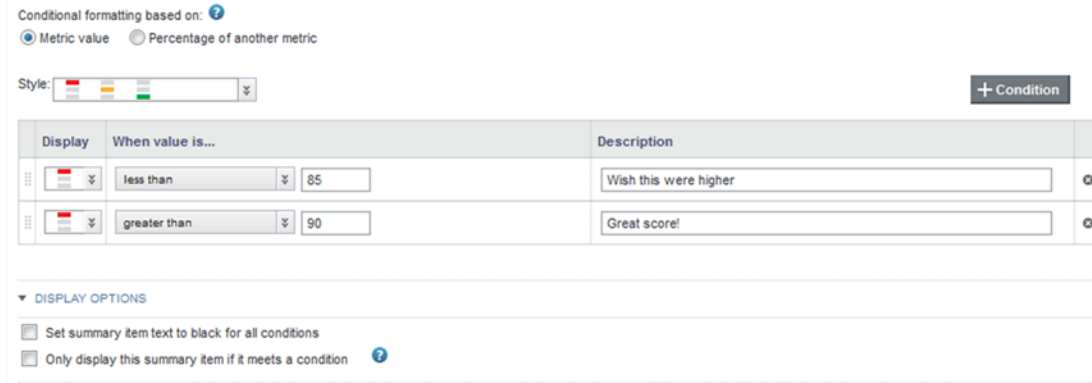 Conditional formatting based on:
Metric value Percentage of another metric
Style:
+ Condition
Display When value is... Description
less than 85 Wish this were higher
greater than 90 Great score!
DISPLAY OPTIONS
Set summary item text to black for all conditions
Only display this summary item if it meets a condition